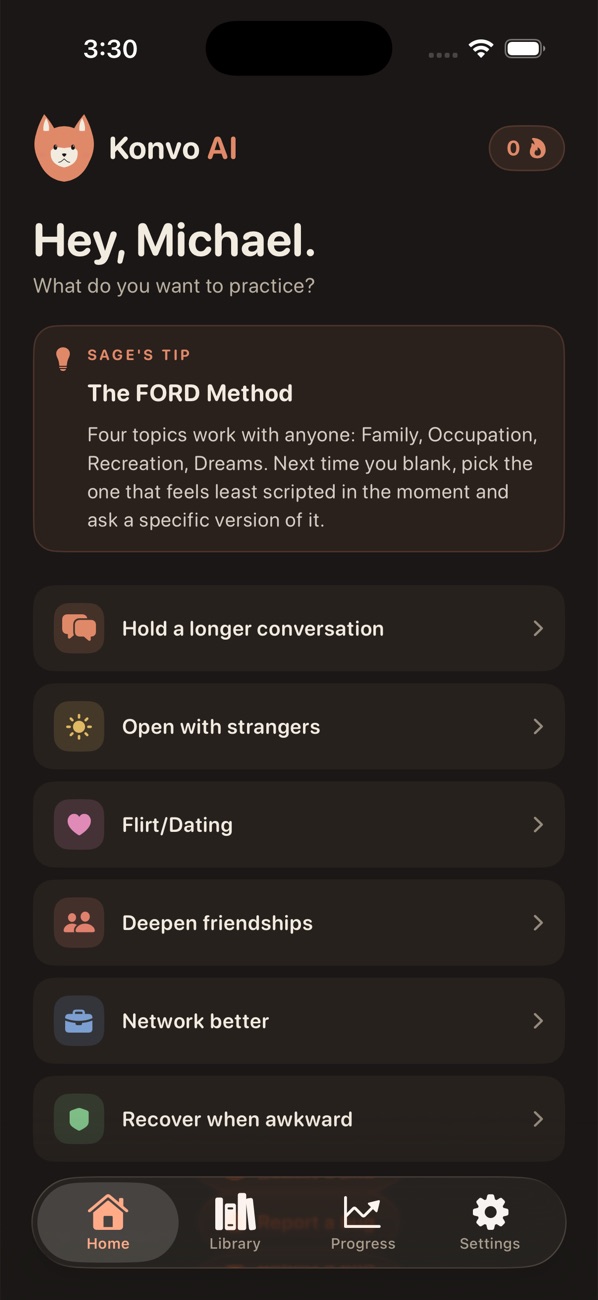 3:30
Konvo AI
0
Hey, Michael.
What do you want to practice?
SAGE'S TIP
The FORD Method
Four topics work with anyone: Family, Occupation,
Recreation, Dreams. Next time you blank, pick the
one that feels least scripted in the moment and
ask a specific version of it.
Hold a longer conversation
Open with strangers
Flirt/Dating
Deepen friendships
Network better
Recover when awkward
Report a
Home
Library
Progress
Settings